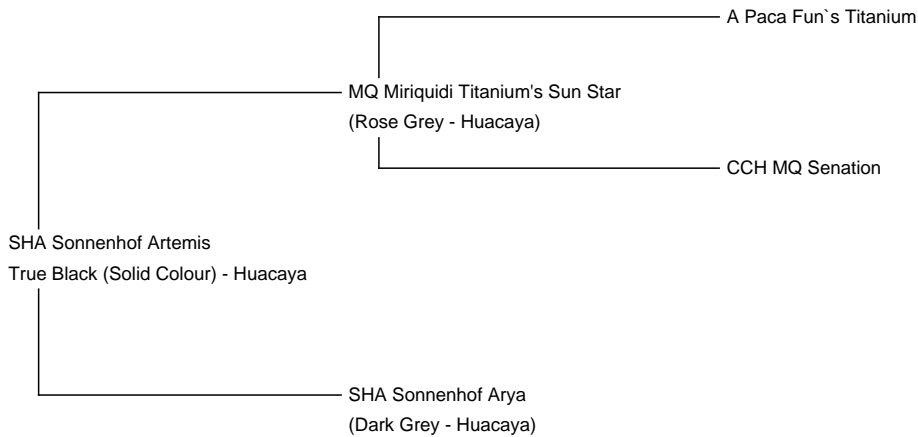 A Paca Fun`s Titanium
MQ Miriquidi Titanium's Sun Star
(Rose Grey - Huacaya)
CCH MQ Senation
SHA Sonnenhof Artemis
True Black (Solid Colour) - Huacaya
SHA Sonnenhof Arya
(Dark Grey - Huacaya)